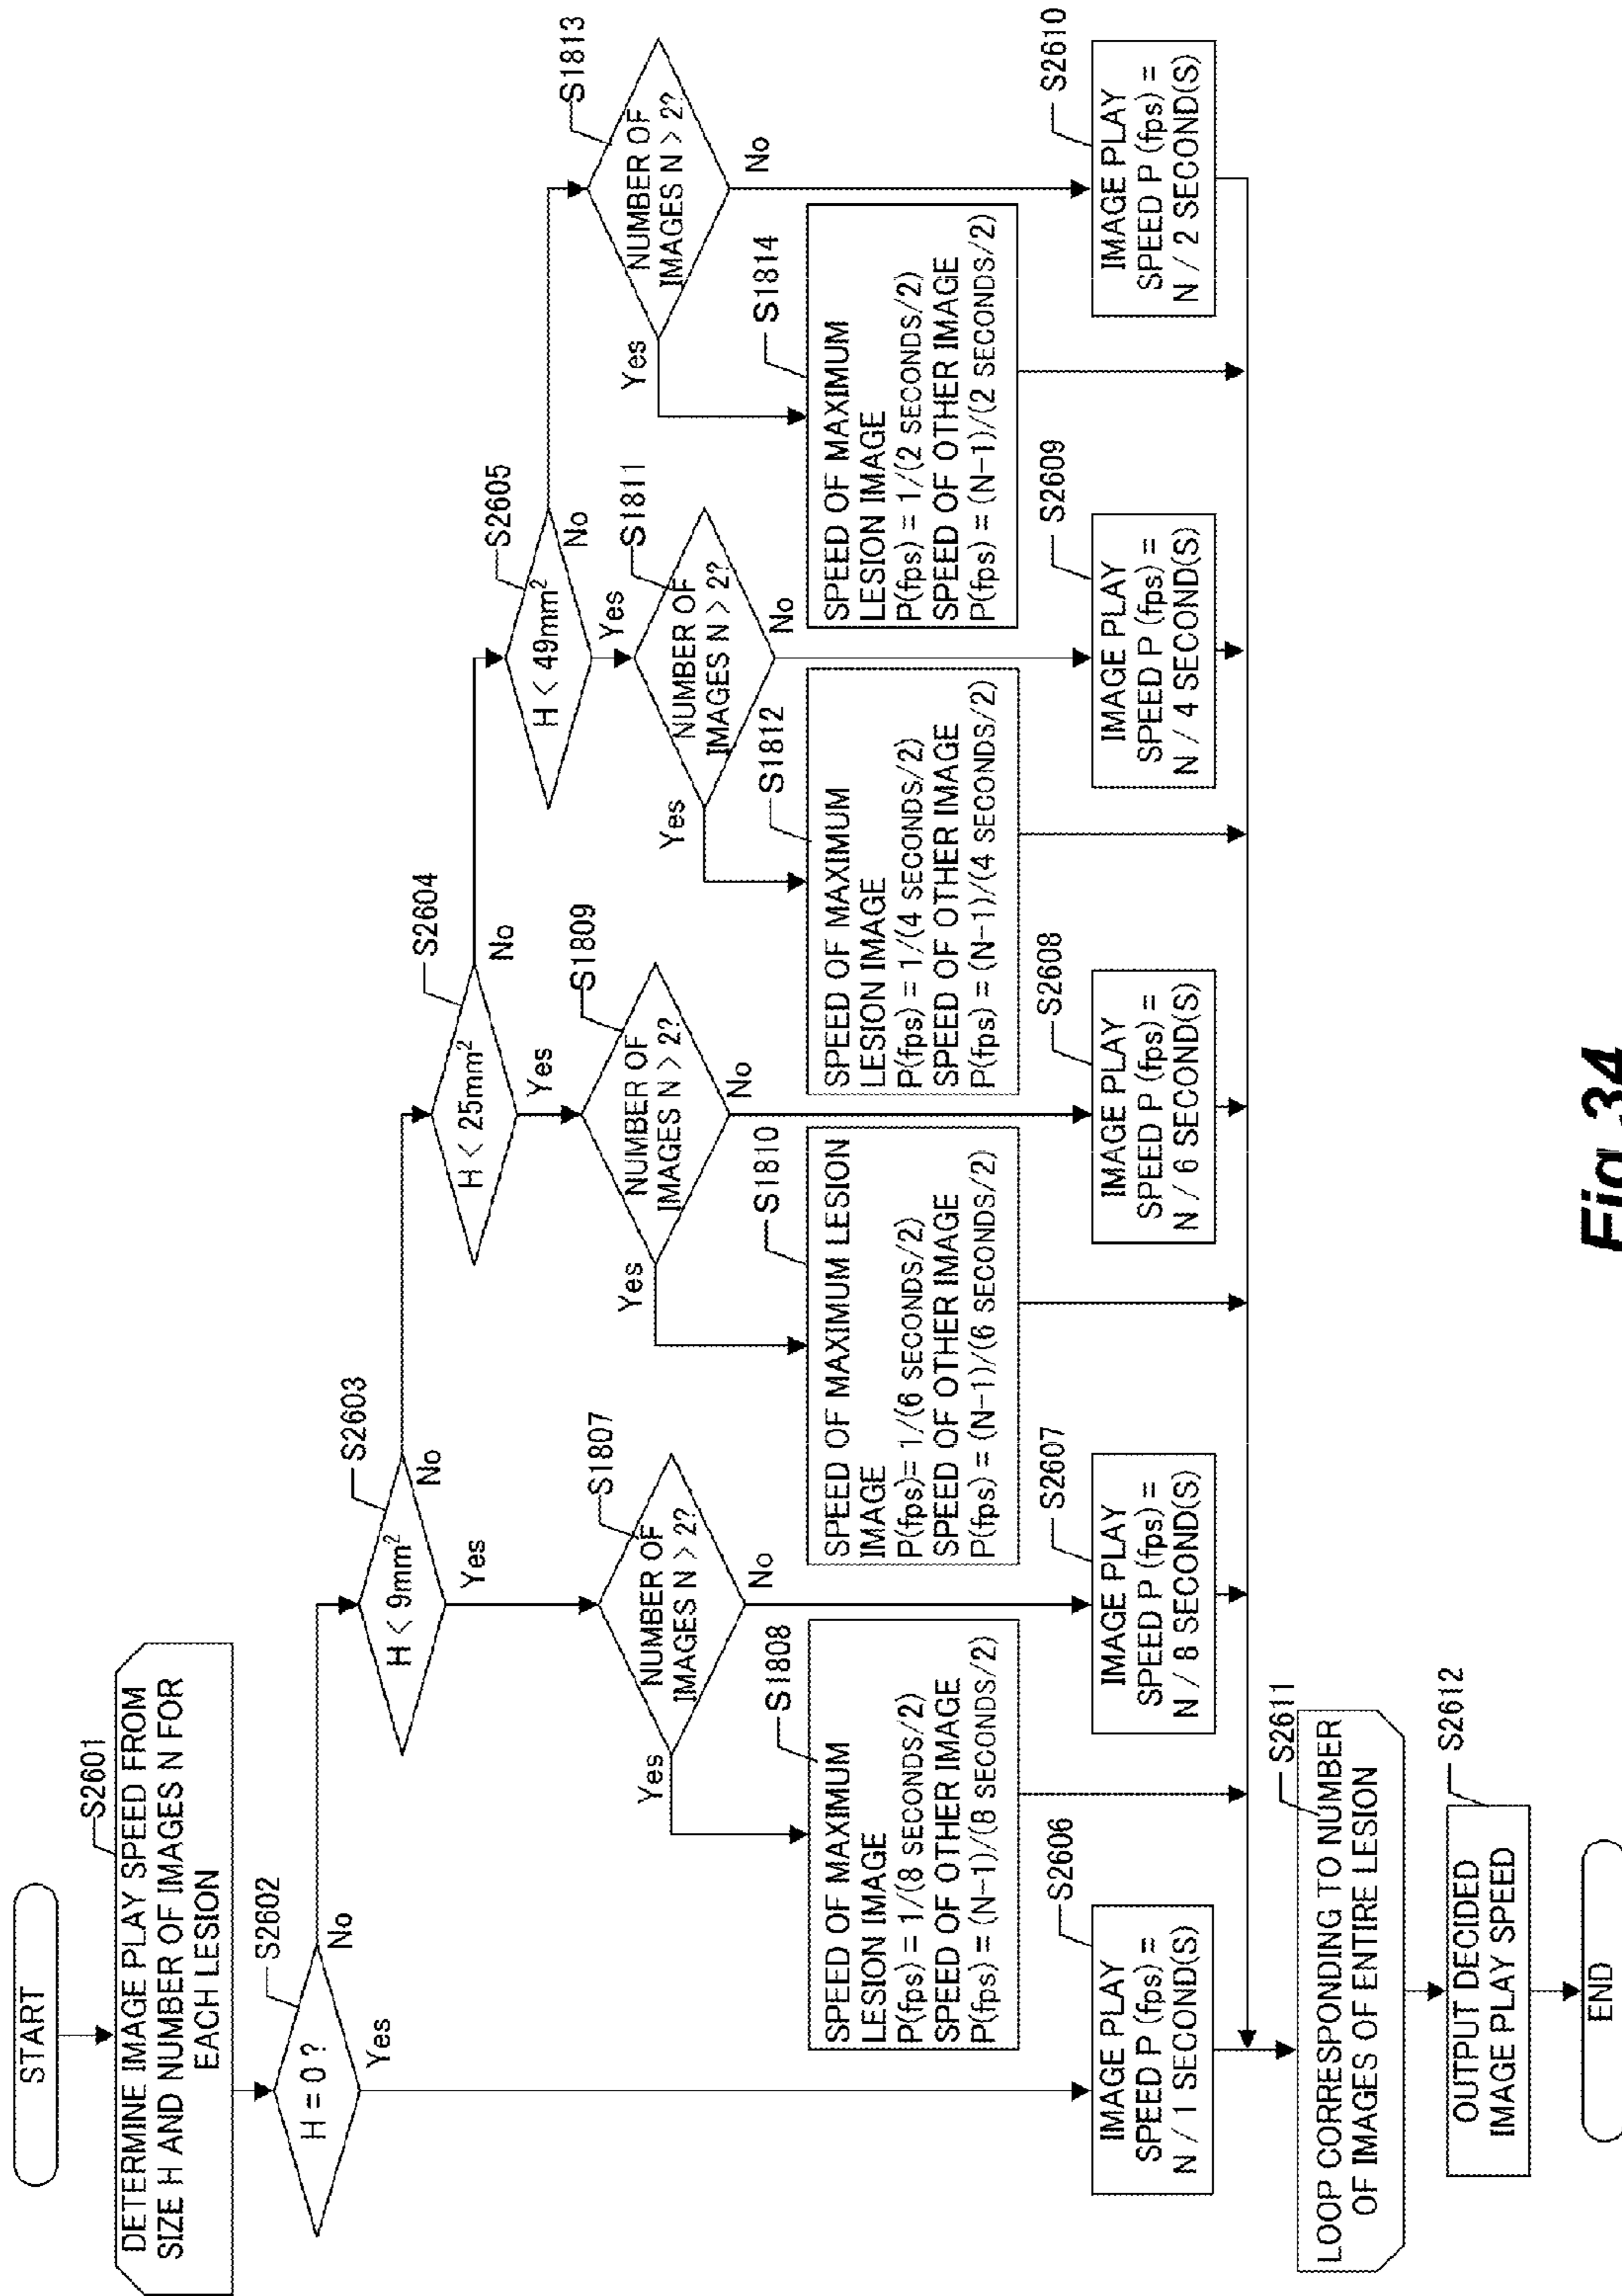 START
S2601
DETERMINE IMAGE PLAY SPEED FROM
SIZE H AND NUMBER OF IMAGES N FOR
EACH LESION
S2602
H = 0 ?
Yes
No
S2603
H < 9mm²
Yes
No
S2604
H < 25mm²
Yes
No
S2605
H < 49mm²
Yes
No
S1807
NUMBER OF
IMAGES N > 2?
Yes
No
S1809
NUMBER OF
IMAGES N > 2?
Yes
No
S1811
NUMBER OF
IMAGES N > 2?
Yes
No
S1813
NUMBER OF
IMAGES N > 2?
Yes
No
S1808
SPEED OF MAXIMUM
LESION IMAGE
P(fps) = 1/(8 SECONDS/2)
SPEED OF OTHER IMAGE
P(fps) = (N-1)/(8 SECONDS/2)
S1810
SPEED OF MAXIMUM LESION
IMAGE
P(fps)= 1/(6 SECONDS/2)
SPEED OF OTHER IMAGE
P(fps) = (N-1)/(6 SECONDS/2)
S1812
SPEED OF MAXIMUM
LESION IMAGE
P(fps) = 1/(4 SECONDS/2)
SPEED OF OTHER IMAGE
P(fps) = (N-1)/(4 SECONDS/2)
S1814
SPEED OF MAXIMUM
LESION IMAGE
P(fps) = 1/(2 SECONDS/2)
SPEED OF OTHER IMAGE
P(fps) = (N-1)/(2 SECONDS/2)
S2606
IMAGE PLAY
SPEED P (fps) =
N / 1 SECOND(S)
S2607
IMAGE PLAY
SPEED P (fps) =
N / 8 SECOND(S)
S2608
IMAGE PLAY
SPEED P (fps) =
N / 6 SECOND(S)
S2609
IMAGE PLAY
SPEED P (fps) =
N / 4 SECOND(S)
S2610
IMAGE PLAY
SPEED P (fps) =
N / 2 SECOND(S)
S2611
LOOP CORRESPONDING TO NUMBER
OF IMAGES OF ENTIRE LESION
S2612
OUTPUT DECIDED
IMAGE PLAY SPEED
END
Fig.34